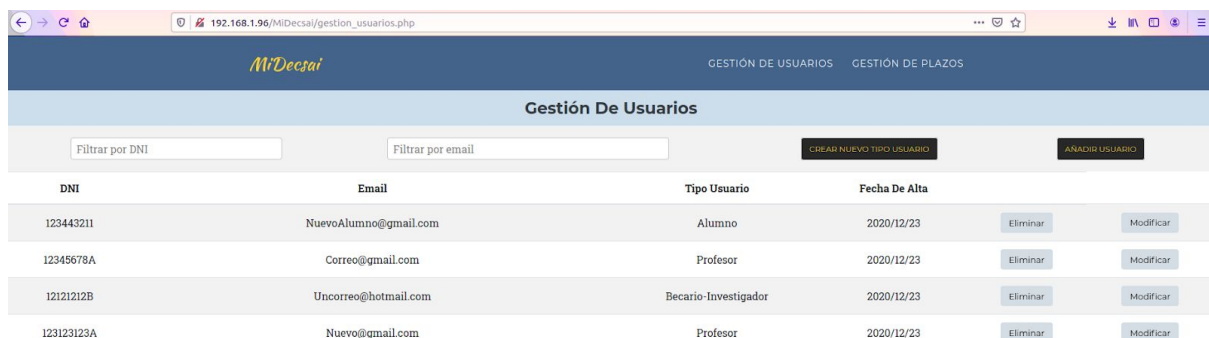 192.168.1.96/MiDecsai/gestion_usuarios.php
MiDecsai GESTIÓN DE USUARIOS GESTIÓN DE PLAZOS
Gestión De Usuarios
Filtrar por DNI Filtrar por email CREAR NUEVO TIPO USUARIO AÑADIR USUARIO
DNI Email Tipo Usuario Fecha De Alta
123443211 NuevoAlumno@gmail.com Alumno 2020/12/23 Eliminar Modificar
12345678A Correo@gmail.com Profesor 2020/12/23 Eliminar Modificar
12121212B Uncorreo@hotmail.com Becario-Investigador 2020/12/23 Eliminar Modificar
123123123A Nuevo@gmail.com Profesor 2020/12/23 Eliminar Modificar